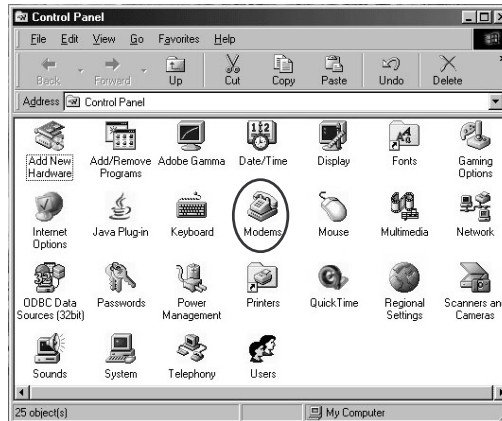 Control Panel
File Edit View Go Favorites Help
Back Forward Up Cut Copy Paste Undo Delete
Address Control Panel
Add New Hardware
Add/Remove Programs
Adobe Gamma
Date/Time
Display
Fonts
Gaming Options
Internet Options
Java Plug-in
Keyboard
Modems
Mouse
Multimedia
Network
ODBC Data Sources (32bit)
Passwords
Power Management
Printers
QuickTime
Regional Settings
Scanners an Cameras
Sounds
System
Telephony
Users
25 object(s) My Computer